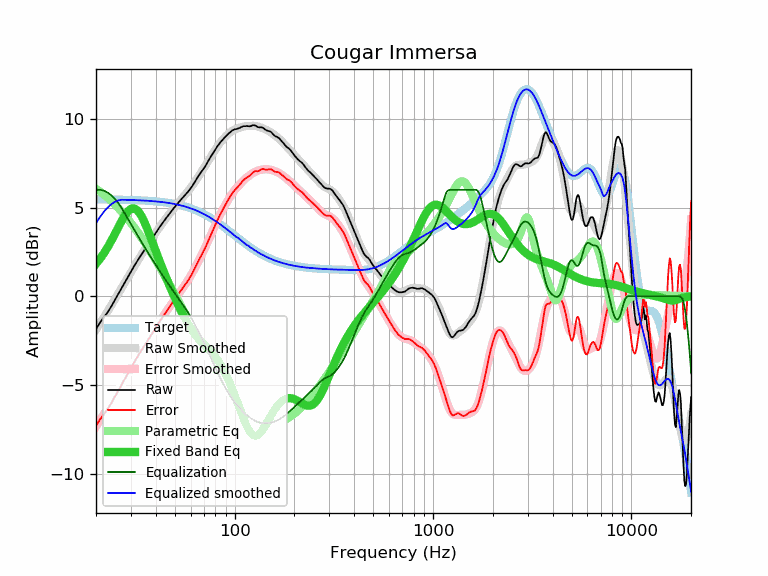 Cougar Immersa
Amplitude (dBr)
10
5
0
−5
−10
Target
Raw Smoothed
Error Smoothed
Raw
Error
Parametric Eq
Fixed Band Eq
Equalization
Equalized smoothed
100
1000
10000
Frequency (Hz)